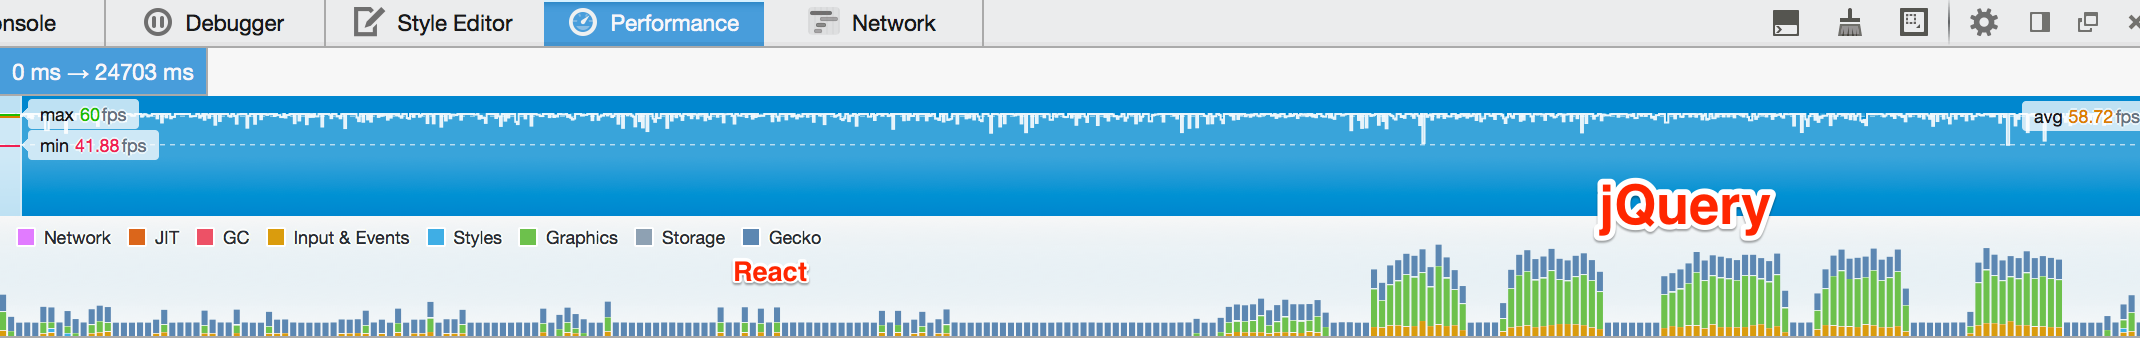 onsole Debugger Style Editor Performance Network
0 ms → 24703 ms
max 60fps
avg 58.72fps
min 41.88fps
jQuery
Network JIT GC Input & Events Styles Graphics Storage Gecko
React